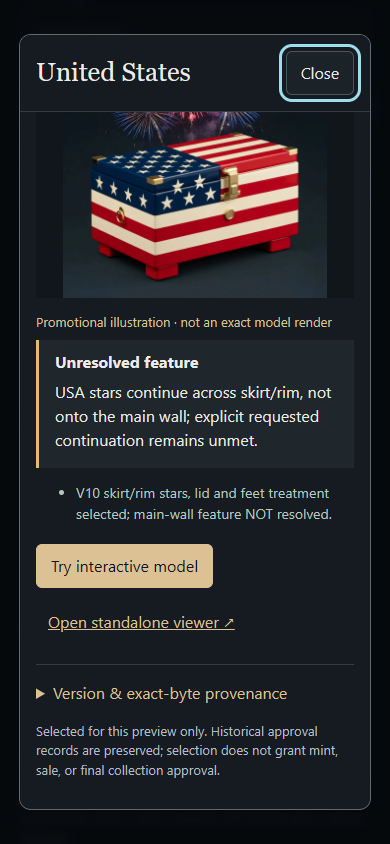 United States
Close
Promotional illustration · not an exact model render
Unresolved feature
USA stars continue across skirt/rim, not
onto the main wall; explicit requested
continuation remains unmet.
• V10 skirt/rim stars, lid and feet treatment
selected; main-wall feature NOT resolved.
Try interactive model
Open standalone viewer ↗
▶ Version & exact-byte provenance
Selected for this preview only. Historical approval
records are preserved; selection does not grant mint,
sale, or final collection approval.